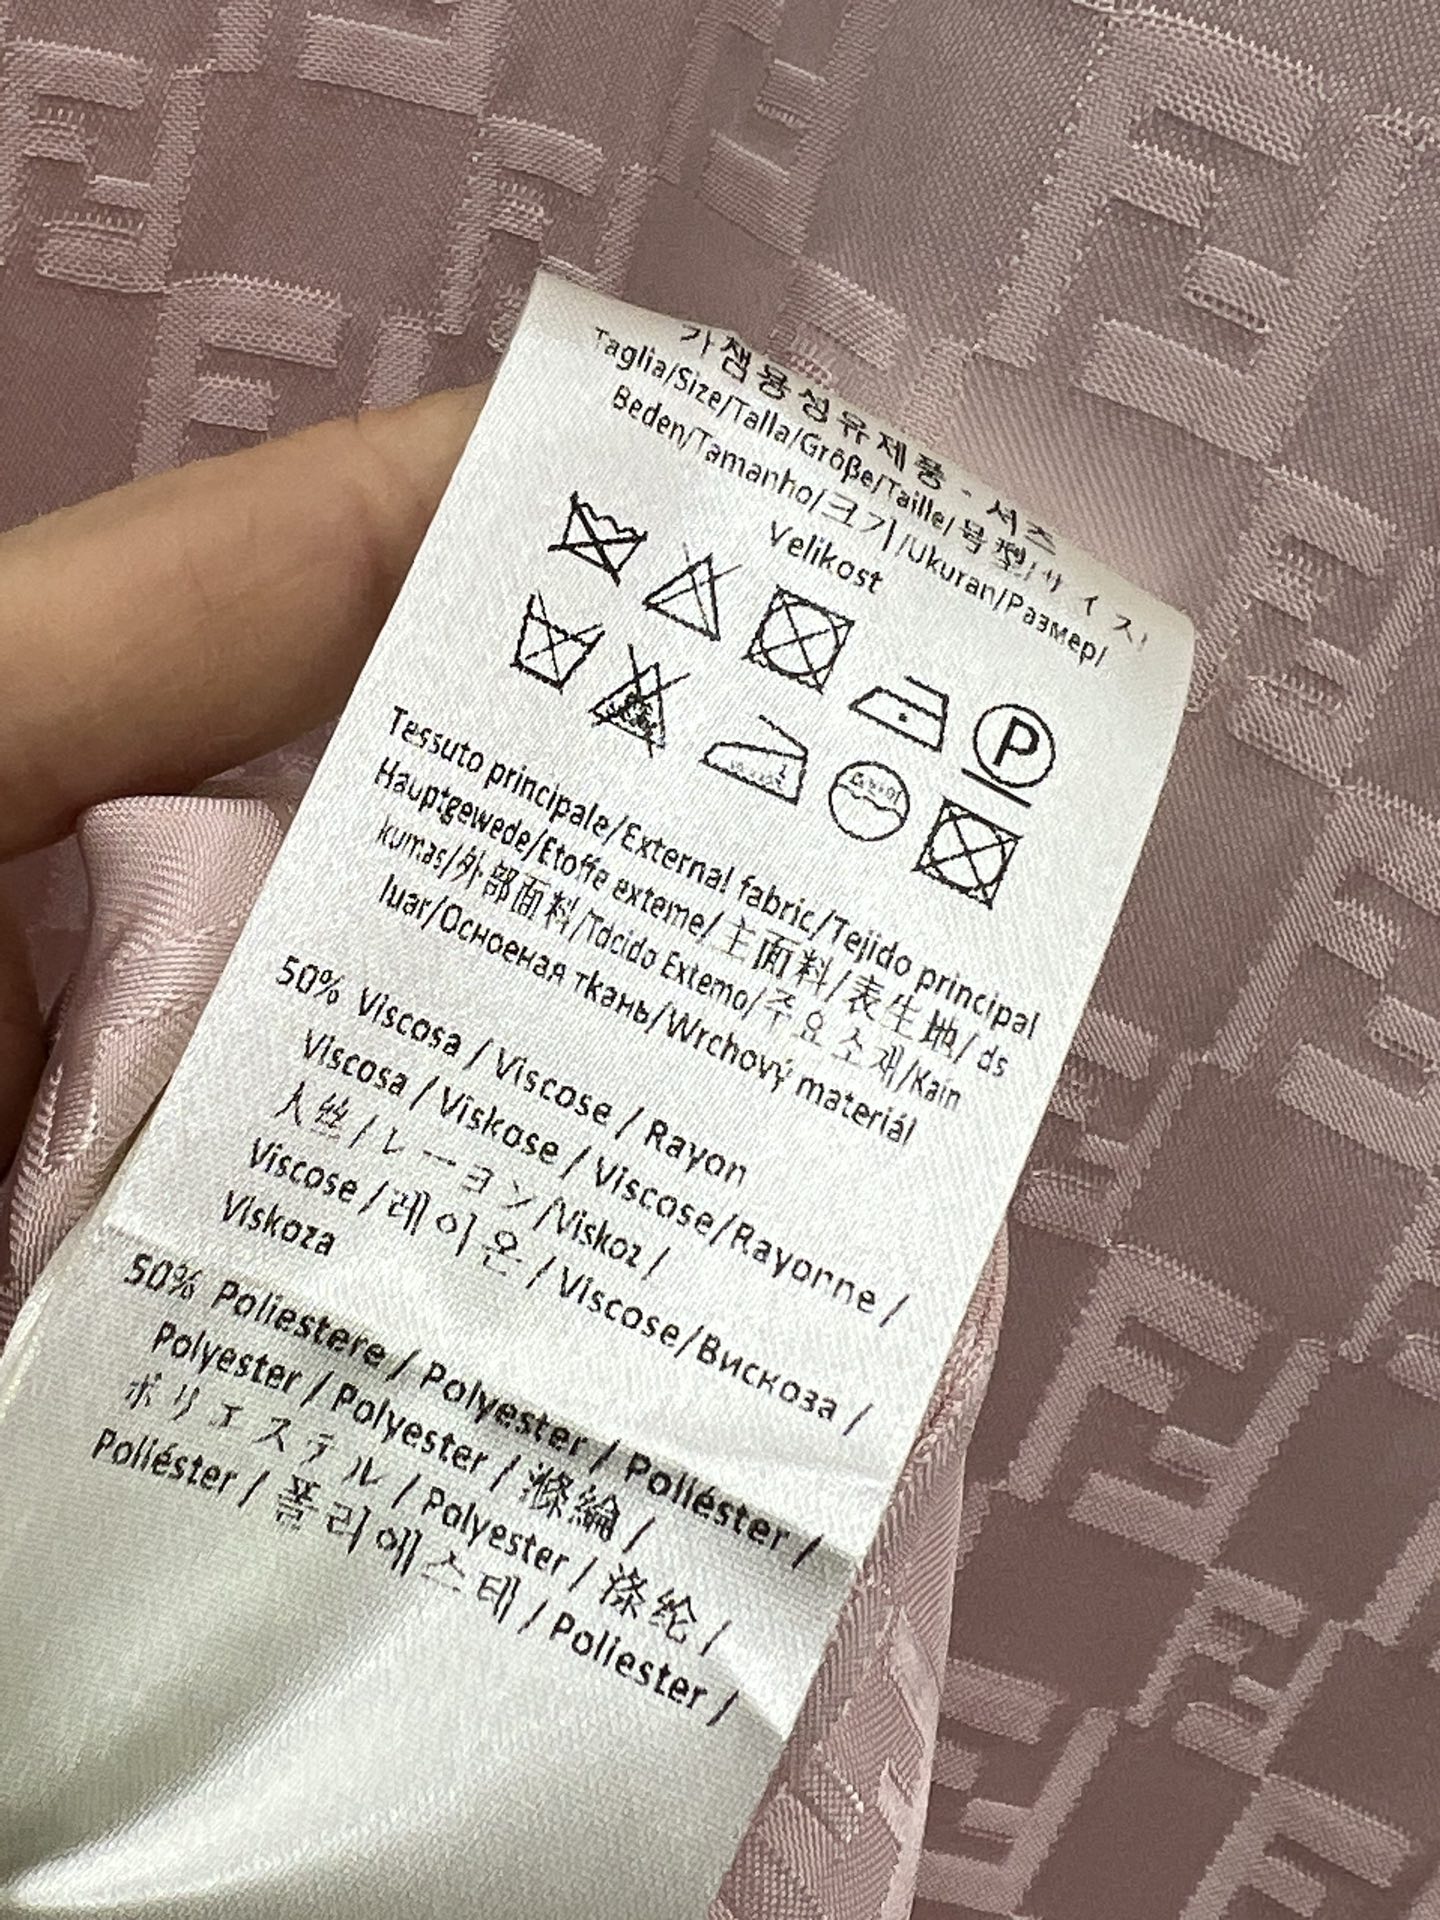 가잼용성유제품 - 셔츠
Taglia/Size/Talla/Größe/Taille/号型/サイズ/
Beden/Tamanho/크기/Ukuran/Размер/
Velikost
P
Tessuto principale/External fabric/Tejido principal
Hauptgewede/Etoffe exteme/主面料/表生地/ds
kumas/外部面料/Tdcido Extemo/주요소재/Kain
luar/Осноеная ткань/Wrchový materiál
50% Viscosa / Viscose / Rayon
Viscosa / Viskose / Viscose/Rayonne /
人丝/レーヨン/Viskoz /
Viscose /레이온/Viscose/Вискоза /
Viskoza
50% Poliestere / Polyester / Poliéster /
Polyester / Polyester / 滌綸 /
ポリエステル / Polyester / 涤纶 /
Poliéster / 폴리에스테 / Poliester /